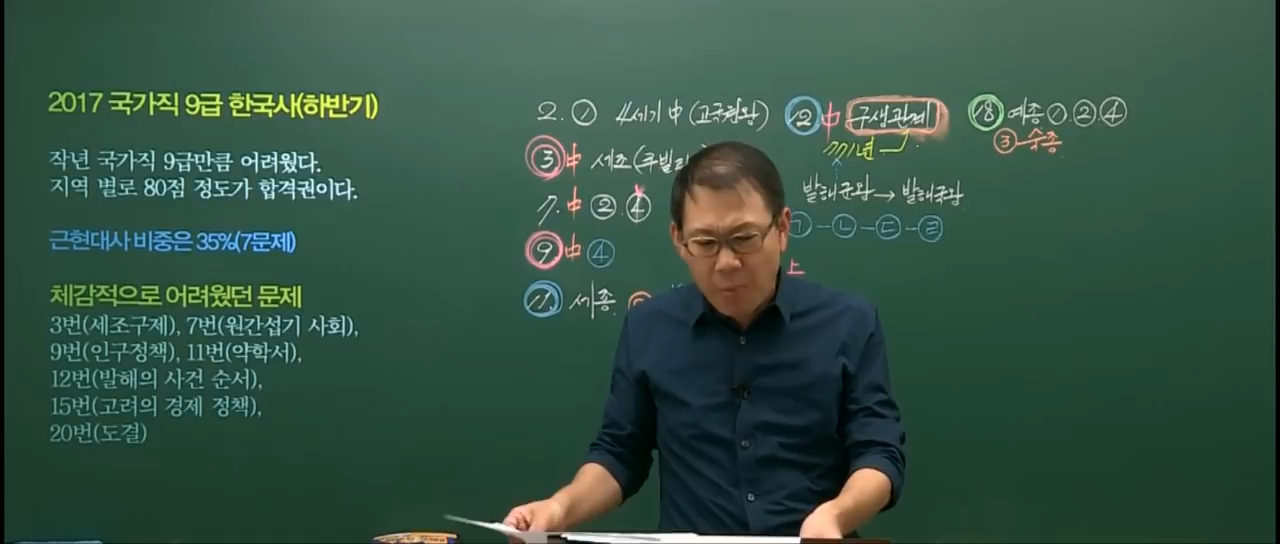 2017 국가직 9급 한국사(하반기)
작년 국가직 9급만큼 어려웠다.
지역 별로 80점 정도가 합격권이다.
근현대사 비중은 35%(7문제)
체감적으로 어려웠던 문제
3번(세조구제), 7번(원간섭기 사회),
9번(인구정책), 11번(약학서),
12번(발해의 사건 순서),
15번(고려의 경제 정책),
20번(도결)
2. ① 4세기 中 (고국원왕)
③ 中 세조(쿠빌라
7. 中 ② ④
⑨ 中 ④
11. 세종
⑫ 中 구생관계
771년
발해군왕 → 발해국왕
ㄱ - ㄴ - ㄷ - ㄹ
上
⑱ 예종 ①.②.④
③-숙종